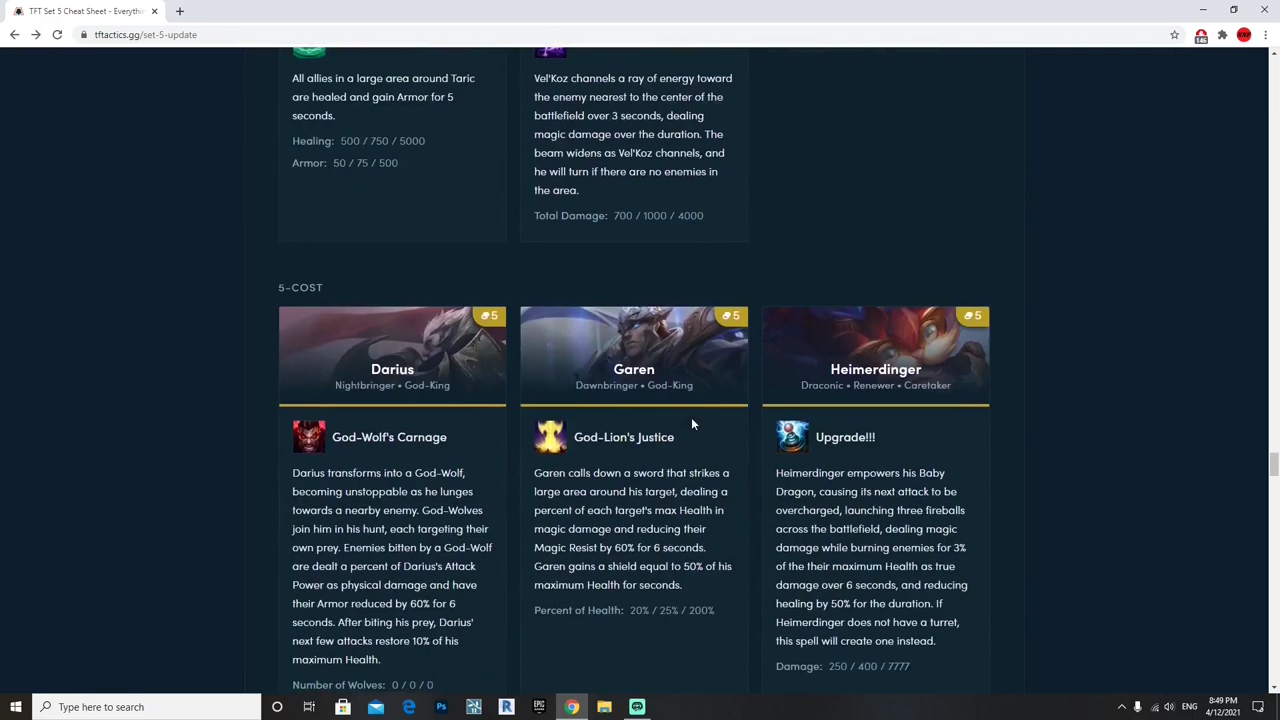 TFT Set 5 Cheat Sheet - Everythin
tftactics.gg/set-5-update
146
All allies in a large area around Taric
are healed and gain Armor for 5
seconds.
Healing: 500 / 750 / 5000
Armor: 50 / 75 / 500
Vel'Koz channels a ray of energy toward
the enemy nearest to the center of the
battlefield over 3 seconds, dealing
magic damage over the duration. The
beam widens as Vel'Koz channels, and
he will turn if there are no enemies in
the area.
Total Damage: 700 / 1000 / 4000
5-COST
5
Darius
Nightbringer • God-King
God-Wolf's Carnage
Darius transforms into a God-Wolf,
becoming unstoppable as he lunges
towards a nearby enemy. God-Wolves
join him in his hunt, each targeting their
own prey. Enemies bitten by a God-Wolf
are dealt a percent of Darius's Attack
Power as physical damage and have
their Armor reduced by 60% for 6
seconds. After biting his prey, Darius'
next few attacks restore 10% of his
maximum Health.
Number of Wolves: 0 / 0 / 0
5
Garen
Dawnbringer • God-King
God-Lion's Justice
Garen calls down a sword that strikes a
large area around his target, dealing a
percent of each target's max Health in
magic damage and reducing their
Magic Resist by 60% for 6 seconds.
Garen gains a shield equal to 50% of his
maximum Health for seconds.
Percent of Health: 20% / 25% / 200%
5
Heimerdinger
Draconic • Renewer • Caretaker
Upgrade!!!
Heimerdinger empowers his Baby
Dragon, causing its next attack to be
overcharged, launching three fireballs
across the battlefield, dealing magic
damage while burning enemies for 3%
of the their maximum Health as true
damage over 6 seconds, and reducing
healing by 50% for the duration. If
Heimerdinger does not have a turret,
this spell will create one instead.
Damage: 250 / 400 / 7777
Type here to search
Ps
R
EPIC
ENG
8:49 PM
4/12/2021